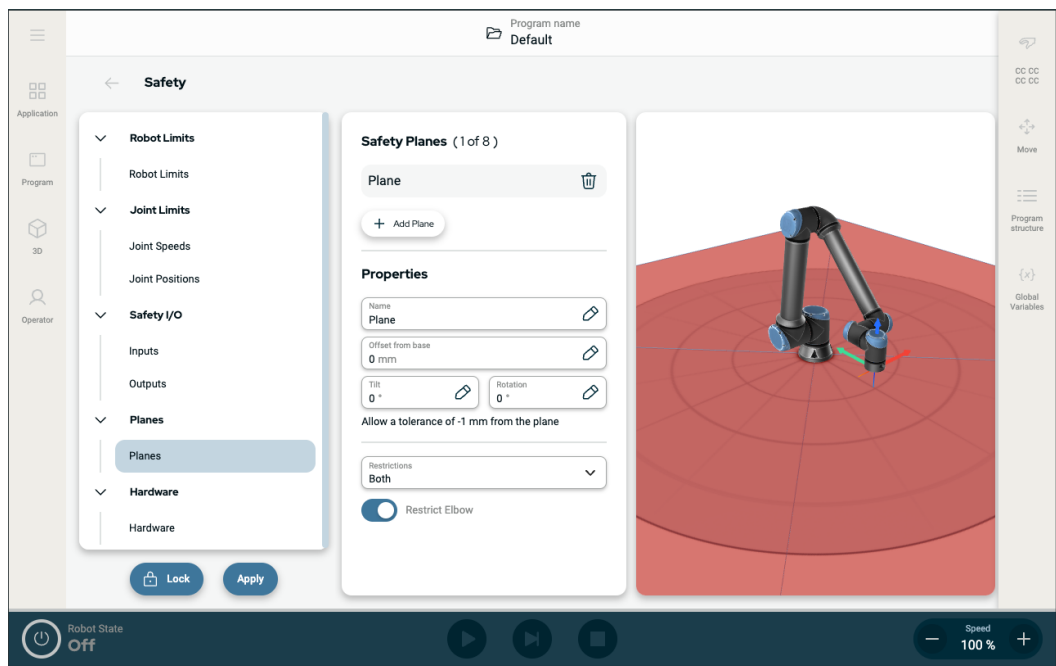 Program name
Default
Application
Program
3D
Operator
Safety
Robot Limits
Robot Limits
Joint Limits
Joint Speeds
Joint Positions
Safety I/O
Inputs
Outputs
Planes
Planes
Hardware
Hardware
Lock
Apply
Safety Planes (1 of 8)
Plane
+ Add Plane
Properties
Name
Plane
Offset from base
0 mm
Tilt
0 °
Rotation
0 °
Allow a tolerance of -1 mm from the plane
Restrictions
Both
Restrict Elbow
CC CC
CC CC
Move
Program
structure
{x}
Global
Variables
Robot State
Off
Speed
100 %